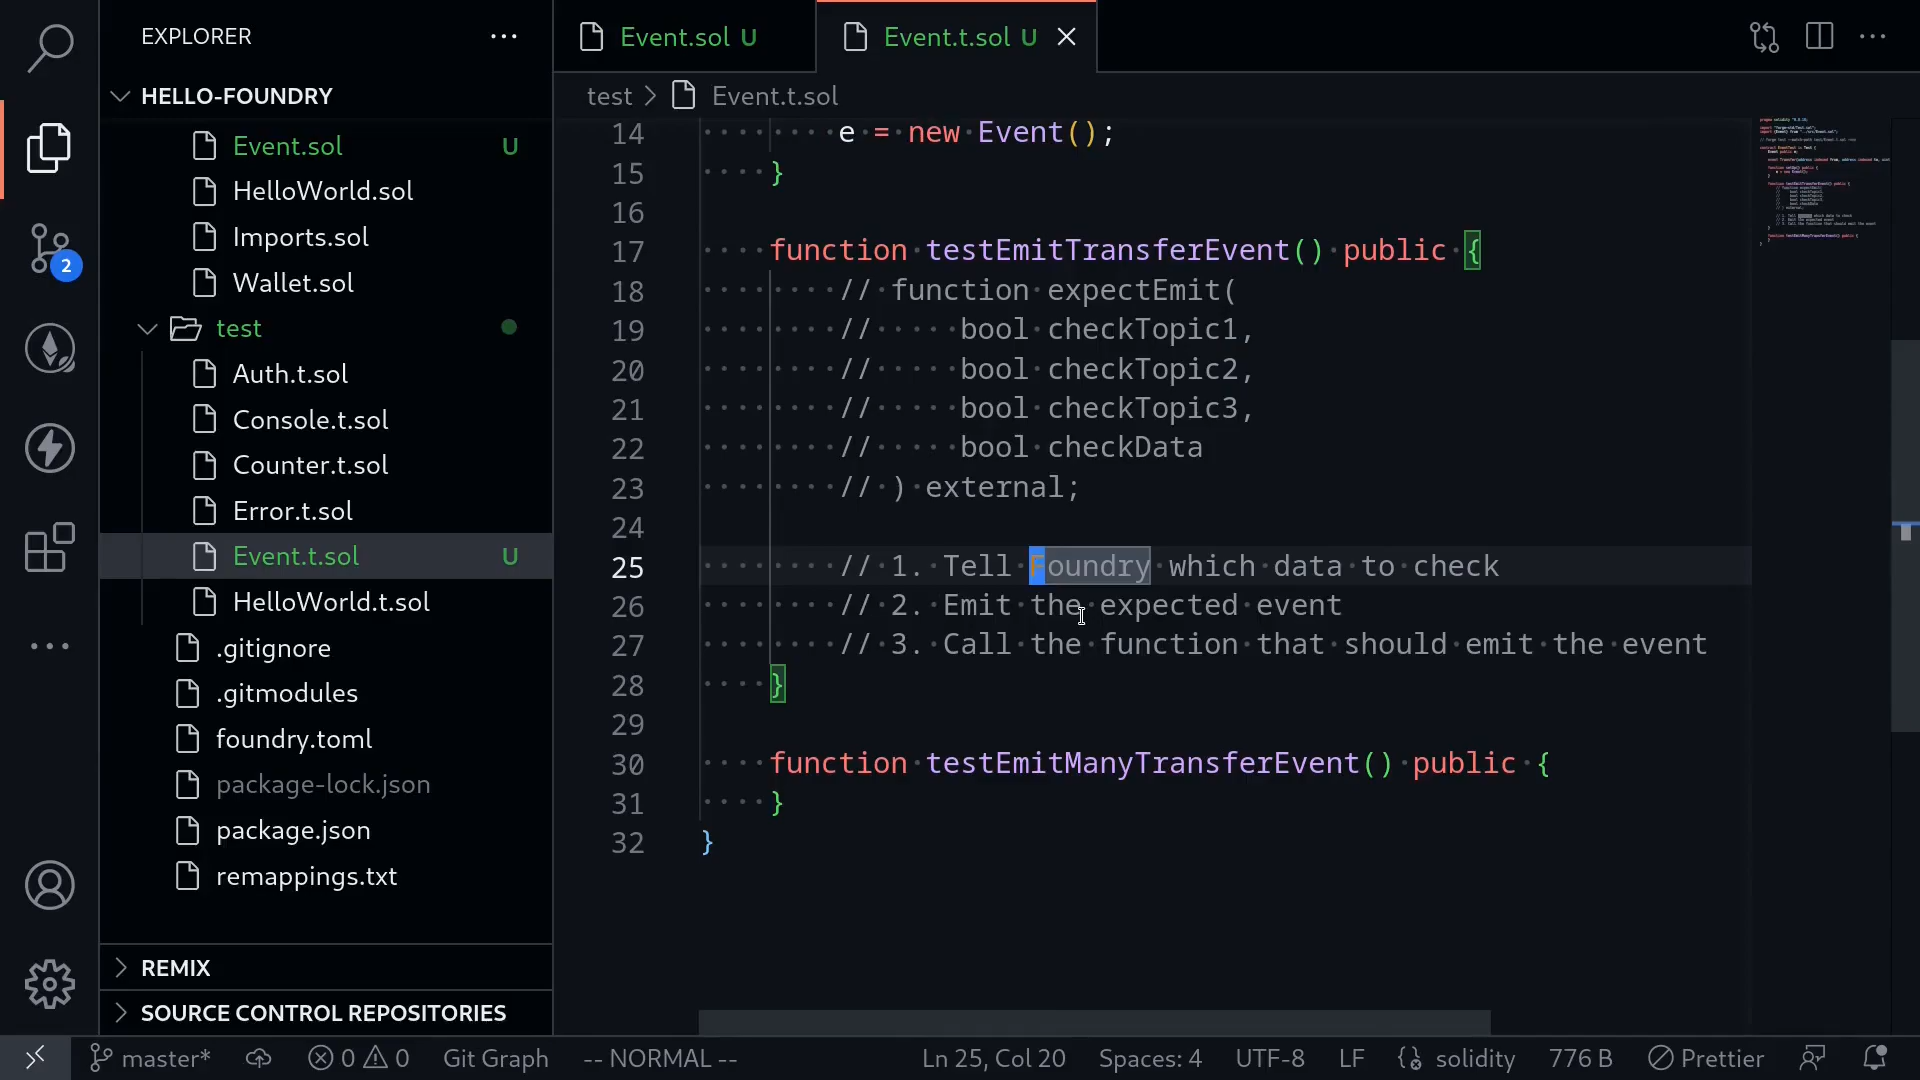 EXPLORER
HELLO-FOUNDRY
Event.sol U
HelloWorld.sol
Imports.sol
Wallet.sol
test
Auth.t.sol
Console.t.sol
Counter.t.sol
Error.t.sol
Event.t.sol U
HelloWorld.t.sol
.gitignore
.gitmodules
foundry.toml
package-lock.json
package.json
remappings.txt
REMIX
SOURCE CONTROL REPOSITORIES
2
Event.sol U
Event.t.sol U
test > Event.t.sol
14 e = new Event();
15 }
16
17 function testEmitTransferEvent() public {
18 // function expectEmit(
19 // bool checkTopic1,
20 // bool checkTopic2,
21 // bool checkTopic3,
22 // bool checkData
23 // ) external;
24
25 // 1. Tell Foundry which data to check
26 // 2. Emit the expected event
27 // 3. Call the function that should emit the event
28 }
29
30 function testEmitManyTransferEvent() public {
31 }
32 }
master* 0 0 Git Graph -- NORMAL -- Ln 25, Col 20 Spaces: 4 UTF-8 LF solidity 776 B Prettier